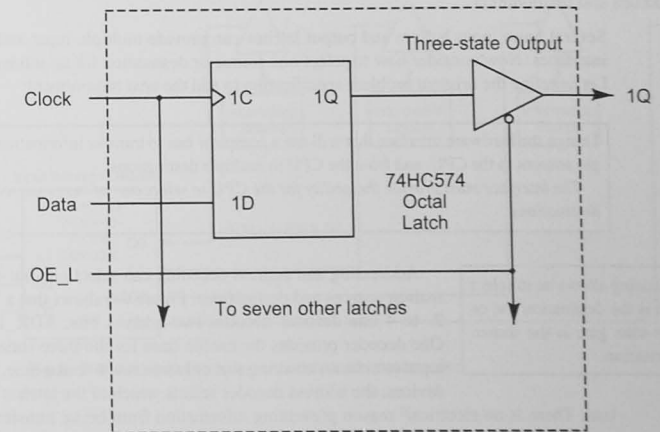 Three-state Output
Clock
1C
1Q
1Q
Data
1D
74HC574
Octal
Latch
OE_L
To seven other latches